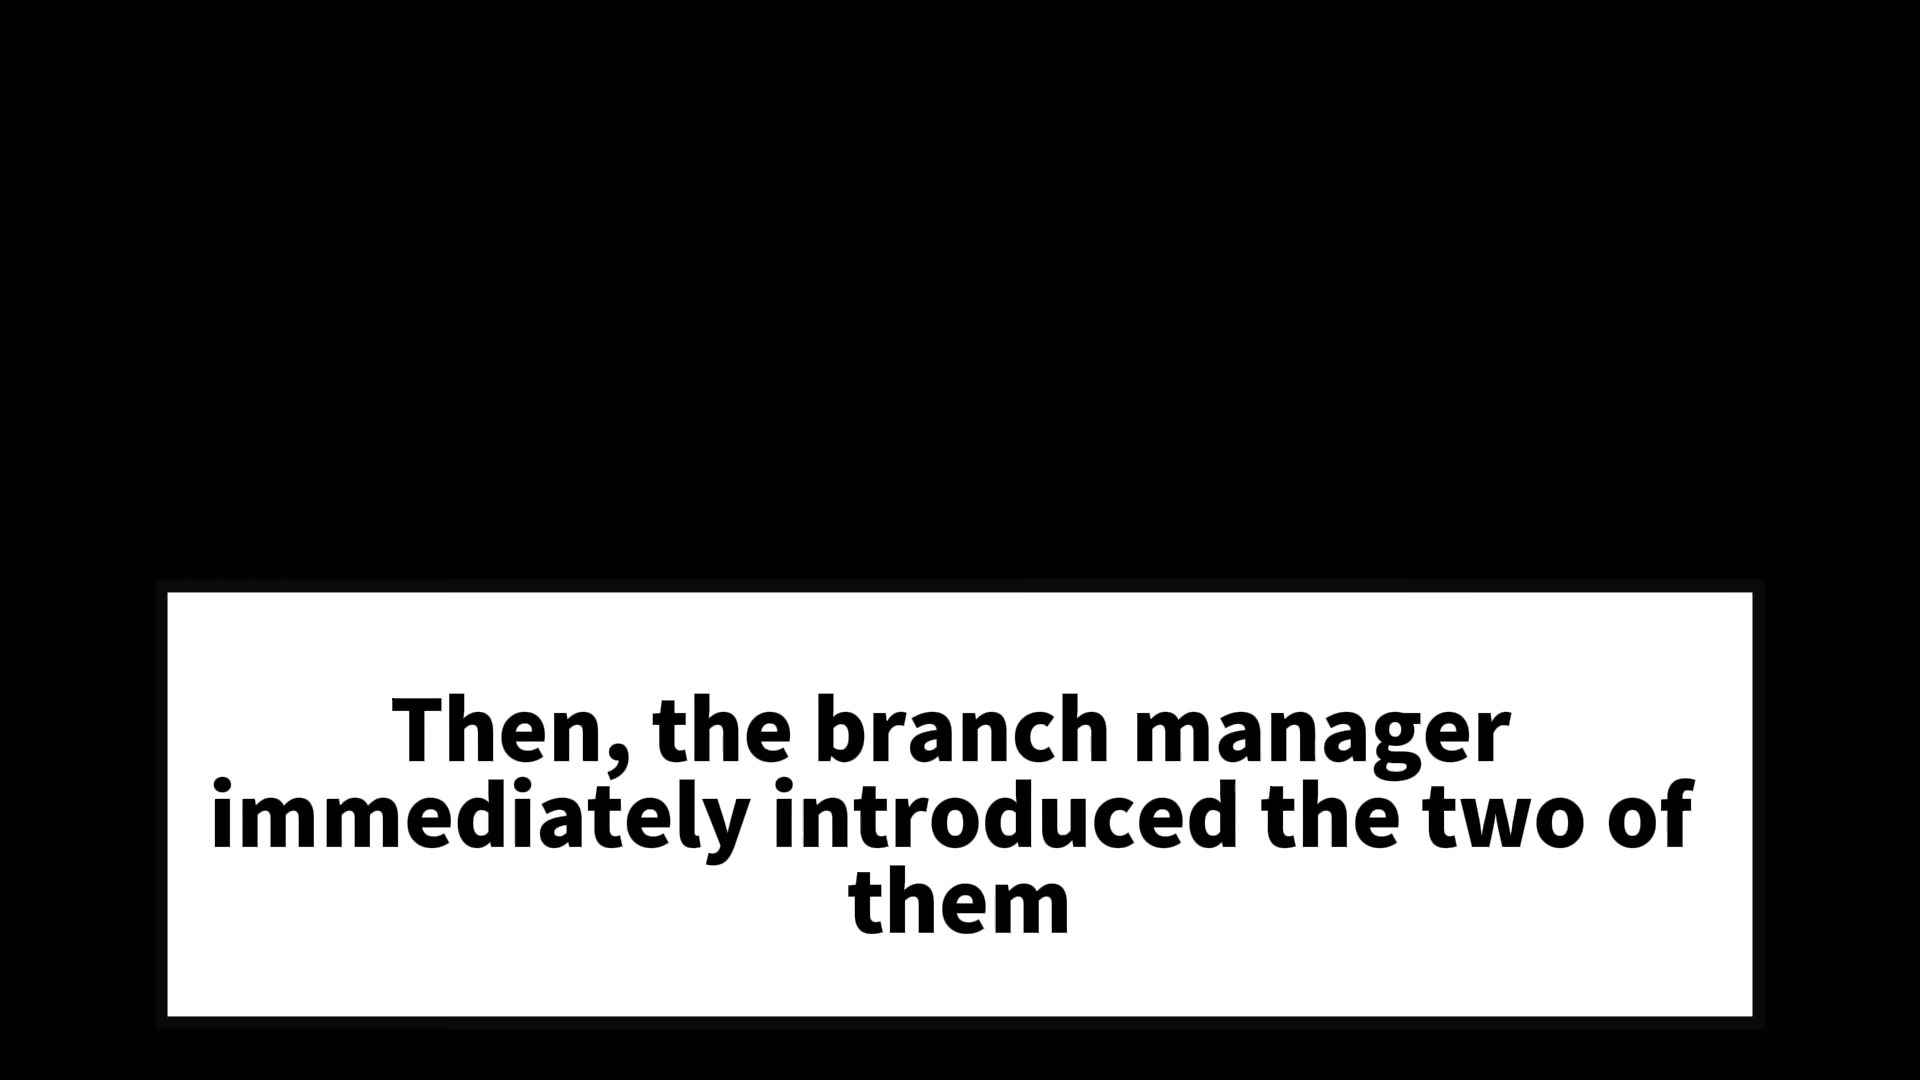 Then, the branch manager
immediately introduced the two of
them